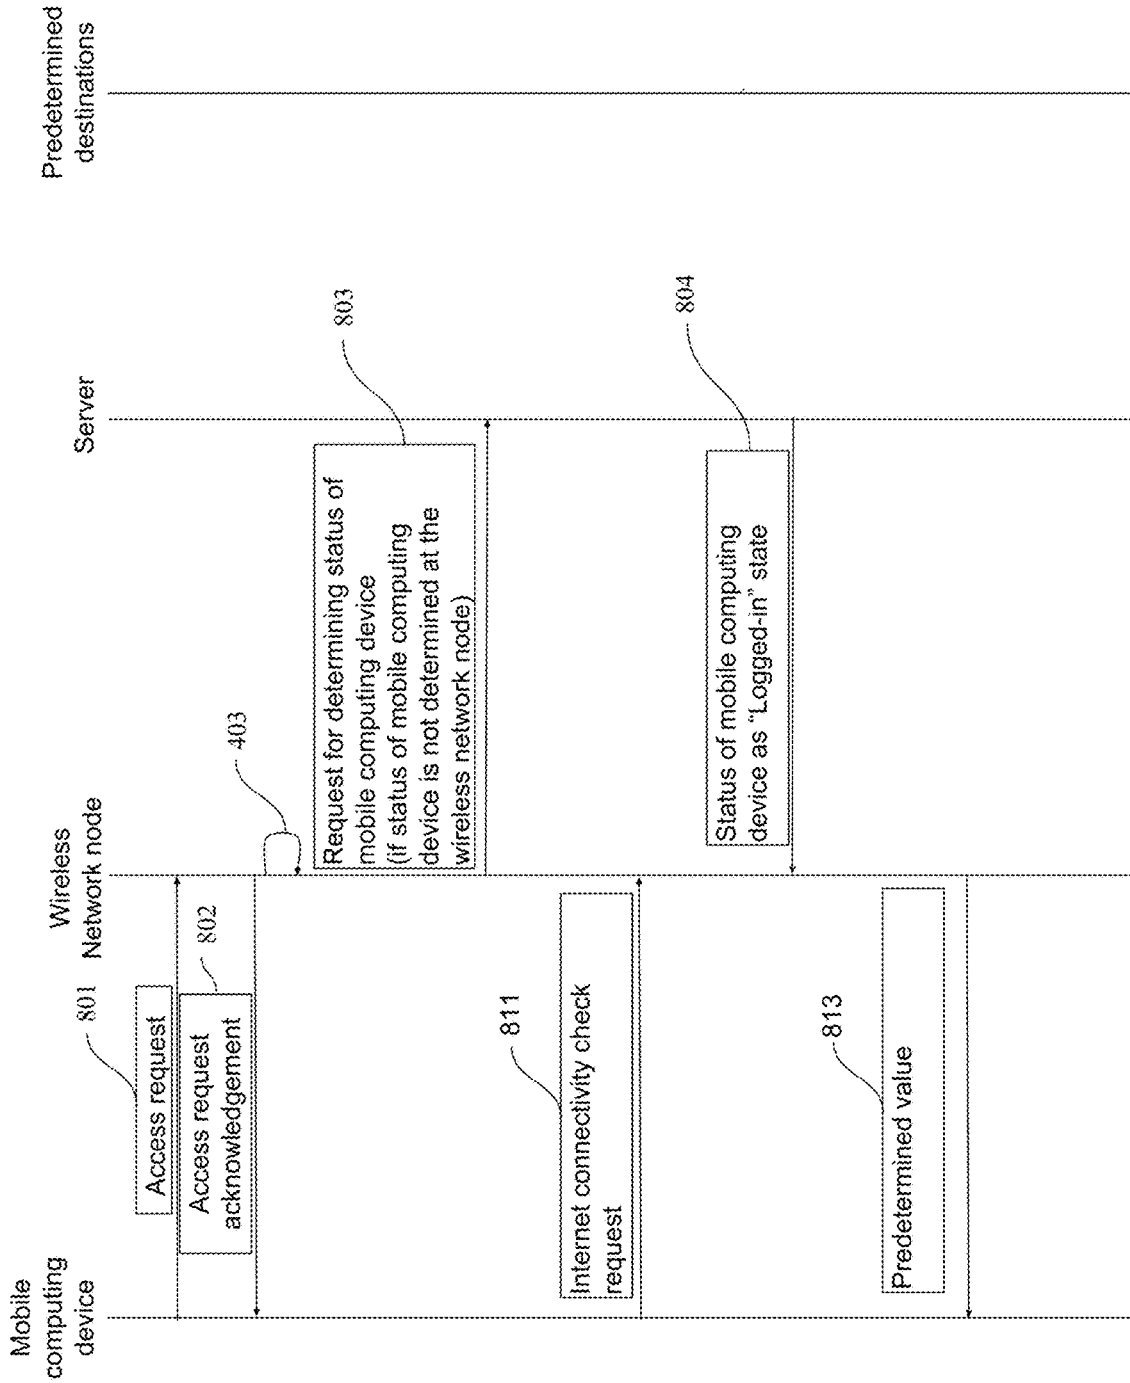 Mobile
computing
device
Wireless
Network node
Server
Predetermined
destinations
801
Access request
802
Access request
acknowledgement
403
803
Request for determining status of
mobile computing device
(if status of mobile computing
device is not determined at the
wireless network node)
811
Internet connectivity check
request
804
Status of mobile computing
device as “Logged-in” state
813
Predetermined value